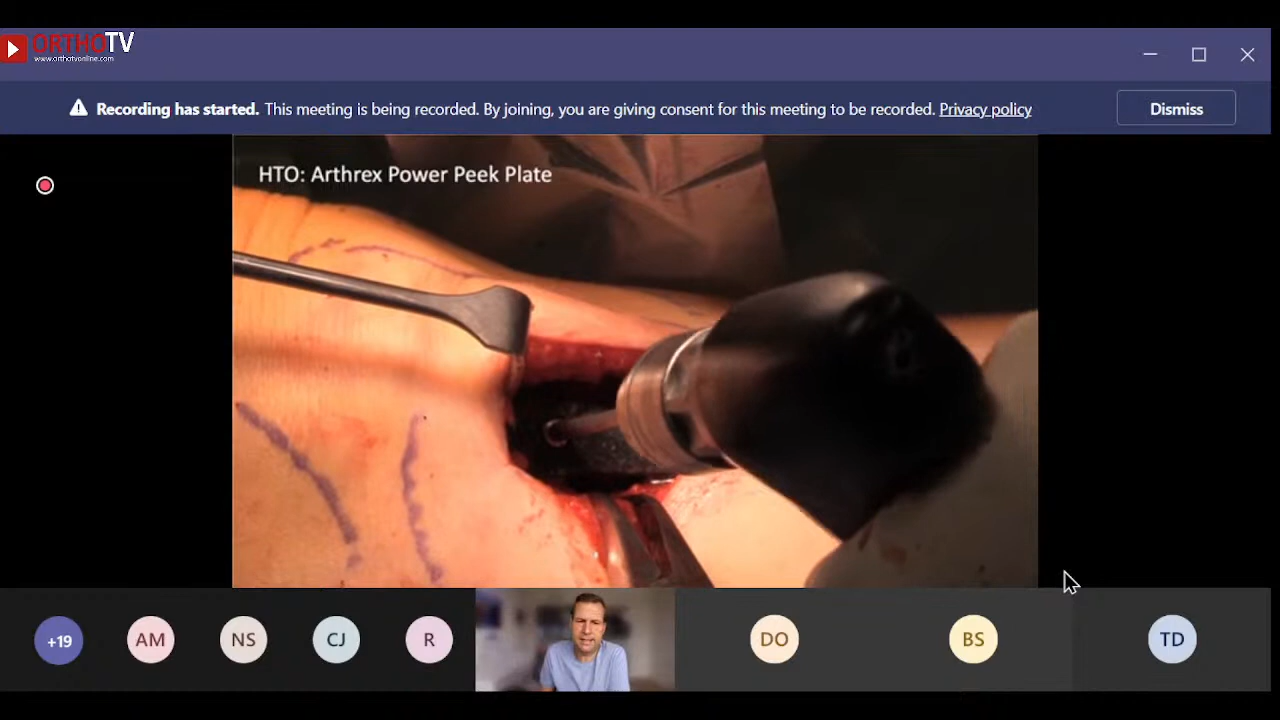 ORTHOTV
www.orthotvonline.com
Recording has started. This meeting is being recorded. By joining, you are giving consent for this meeting to be recorded. Privacy policy
Dismiss
HTO: Arthrex Power Peek Plate
+19
AM
NS
CJ
R
DO
BS
TD